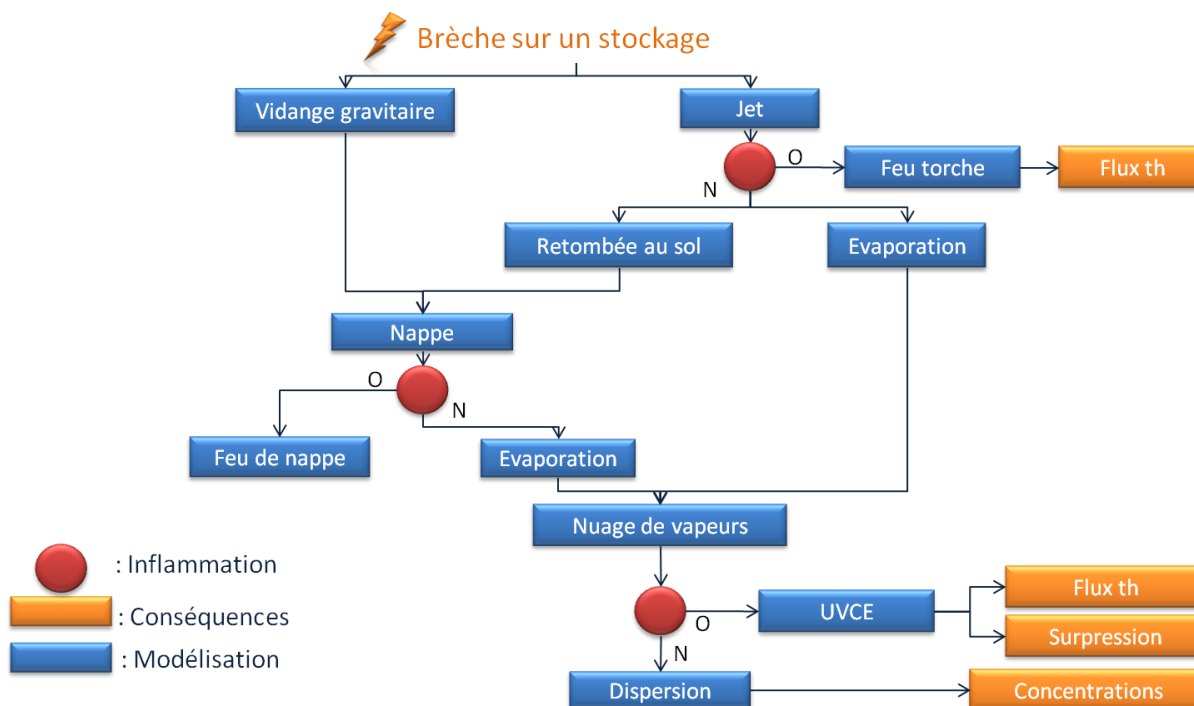 Brèche sur un stockage
Vidange gravitaire
Jet
O
Feu torche
Flux th
N
Retombée au sol
Evaporation
Nappe
O
N
Feu de nappe
Evaporation
Nuage de vapeurs
: Inflammation
: Conséquences
: Modélisation
O
UVCE
Flux th
Surpression
N
Dispersion
Concentrations